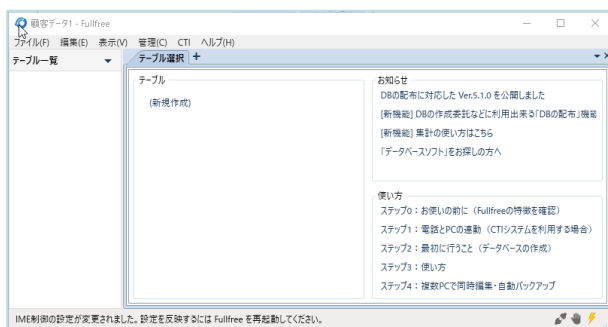 顧客データ1 - Fullfree
ファイル(F) 編集(E) 表示(V) 管理(C) CTI ヘルプ(H)
テーブル一覧
テーブル選択 +
テーブル
(新規作成)
お知らせ
DBの配布に対応した Ver.5.1.0 を公開しました
[新機能] DBの作成委託などに利用出来る「DBの配布」機能
[新機能] 集計の使い方はこちら
「データベースソフト」をお探しの方へ
使い方
ステップ0：お使いの前に（Fullfreeの特徴を確認）
ステップ1：電話とPCの連動（CTIシステムを利用する場合）
ステップ2：最初に行うこと（データベースの作成）
ステップ3：使い方
ステップ4：複数PCで同時編集・自動バックアップ
IME制御の設定が変更されました。設定を反映するには Fullfree を再起動してください。